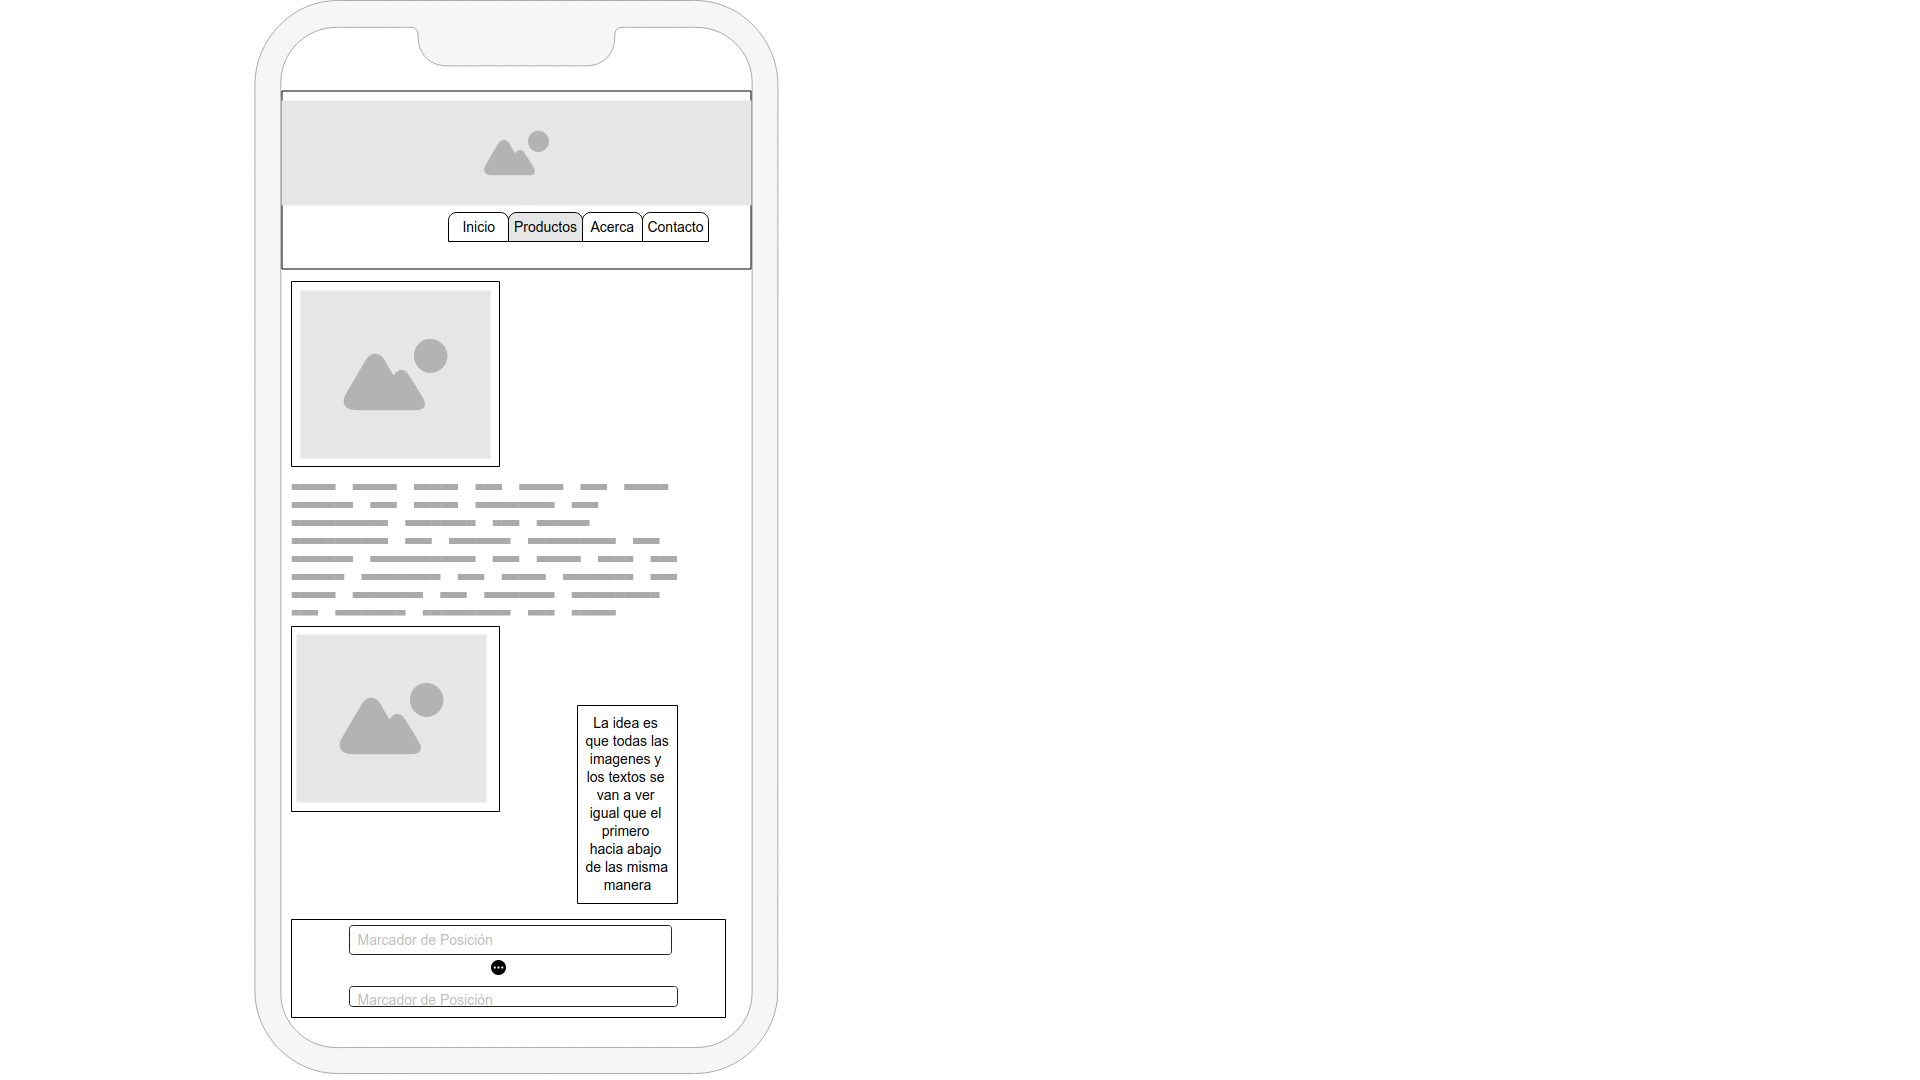 Inicio Productos Acerca Contacto
La idea es
que todas las
imagenes y
los textos se
van a ver
igual que el
primero
hacia abajo
de las misma
manera
Marcador de Posición
Marcador de Posición